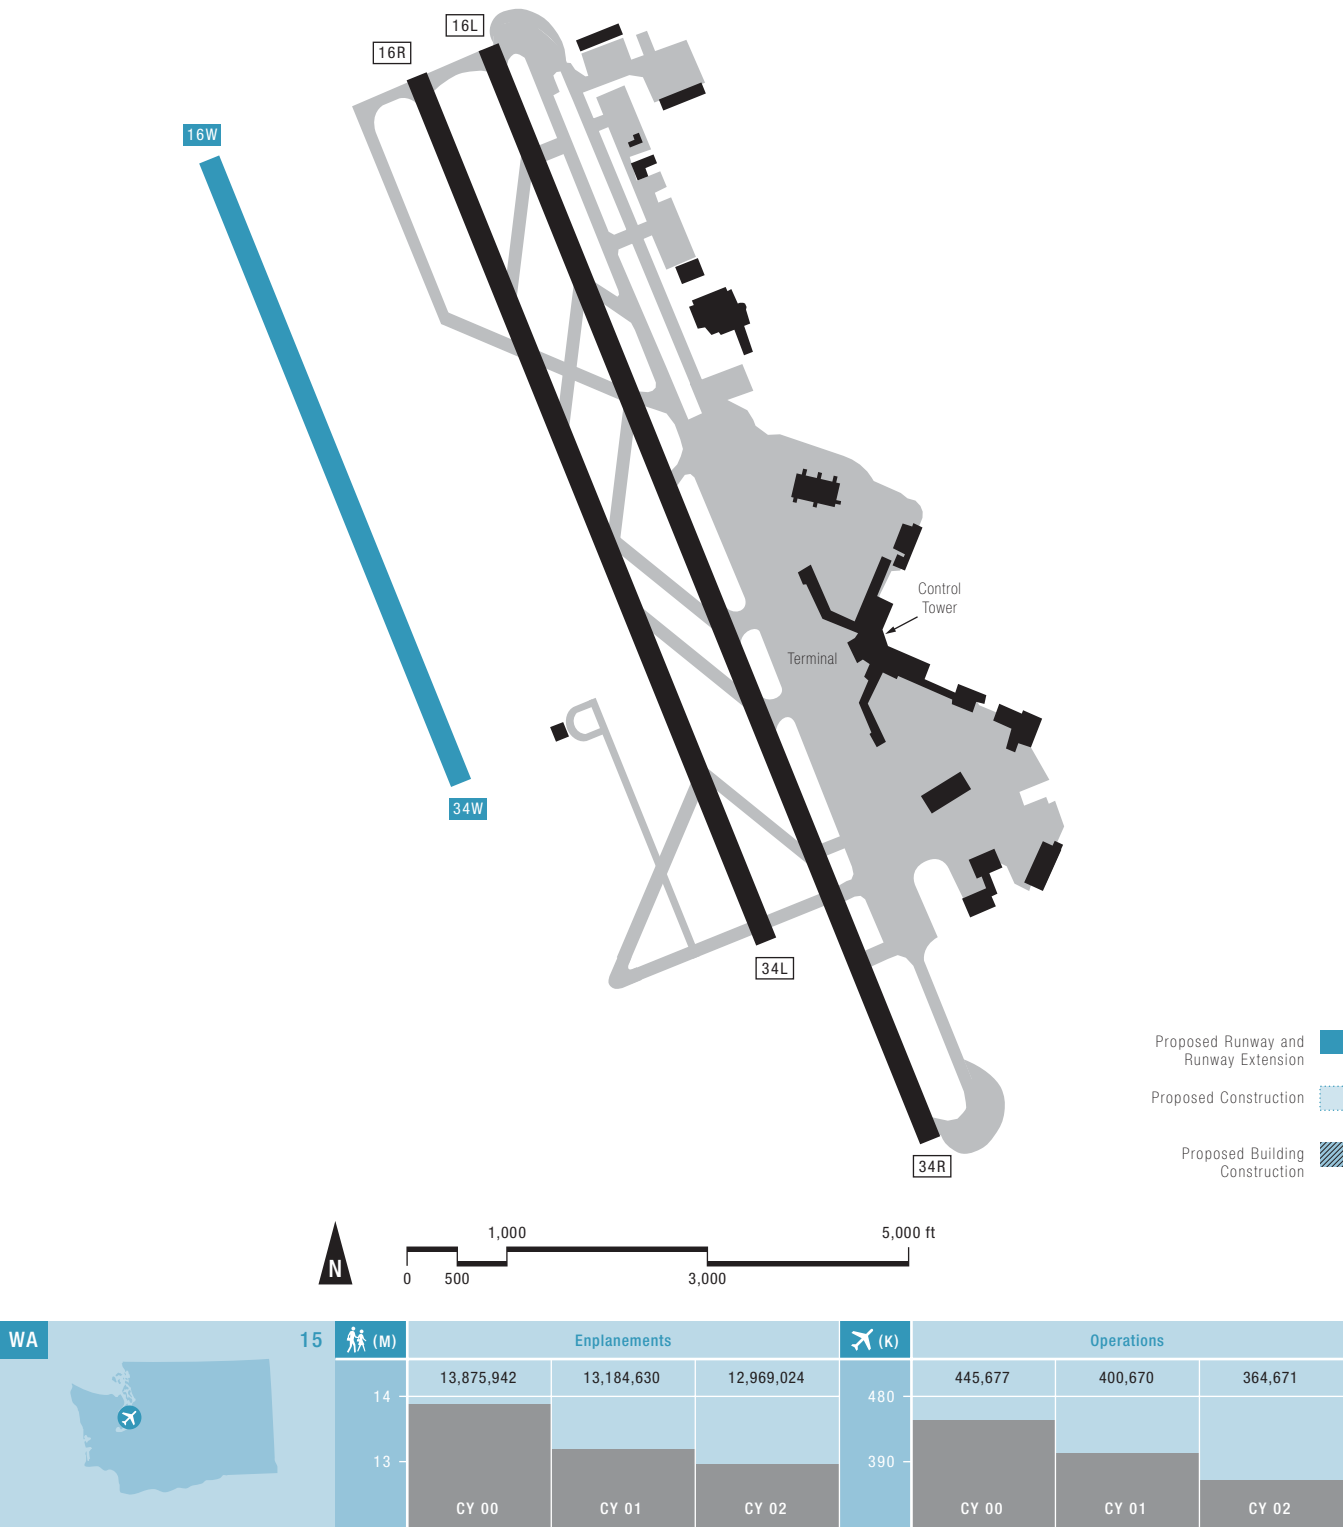 16L
16R
16W
Control
Tower
Terminal
34W
34L
Proposed Runway and
Runway Extension
Proposed Construction
Proposed Building
Construction
34R
1,000
5,000 ft
N
0
500
3,000
WA
15
(M)
Enplanements
(K)
Operations
13,875,942
13,184,630
12,969,024
445,677
400,670
364,671
14
480
13
390
CY 00
CY 01
CY 02
CY 00
CY 01
CY 02